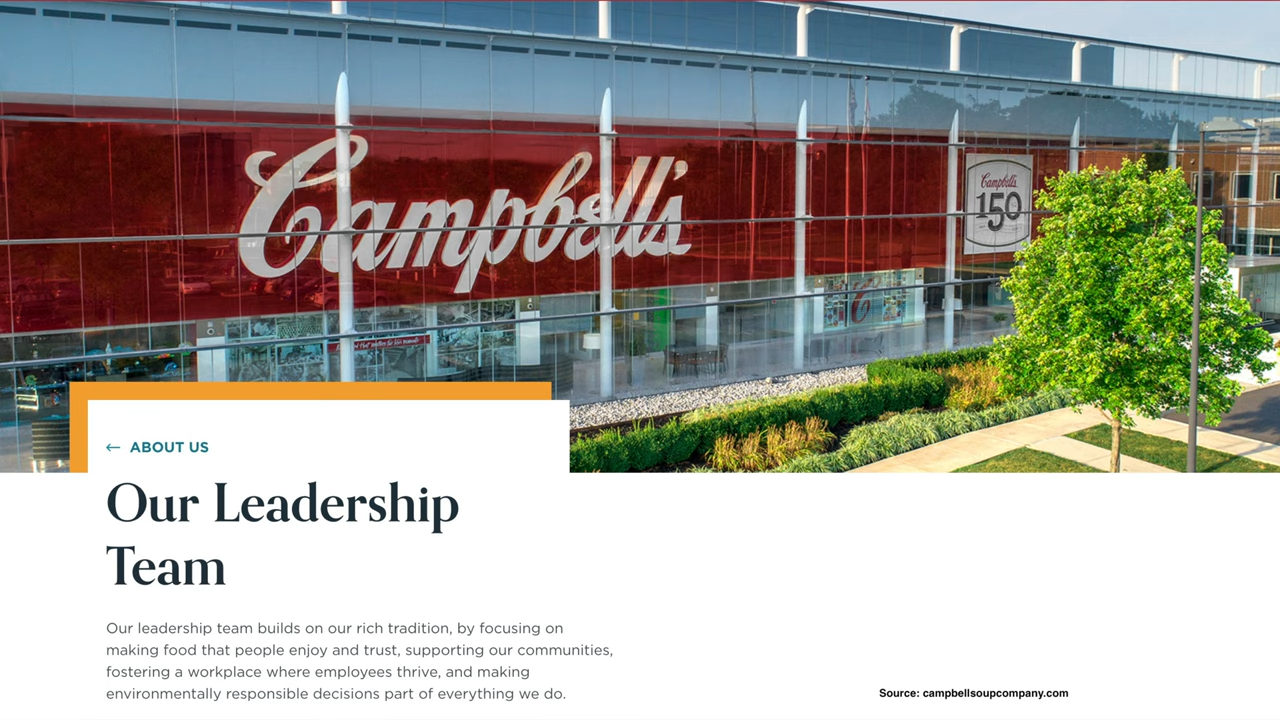 Campbell's
Campbell's
150
← ABOUT US
Our Leadership
Team
Our leadership team builds on our rich tradition, by focusing on
making food that people enjoy and trust, supporting our communities,
fostering a workplace where employees thrive, and making
environmentally responsible decisions part of everything we do.
Source: campbellsoupcompany.com